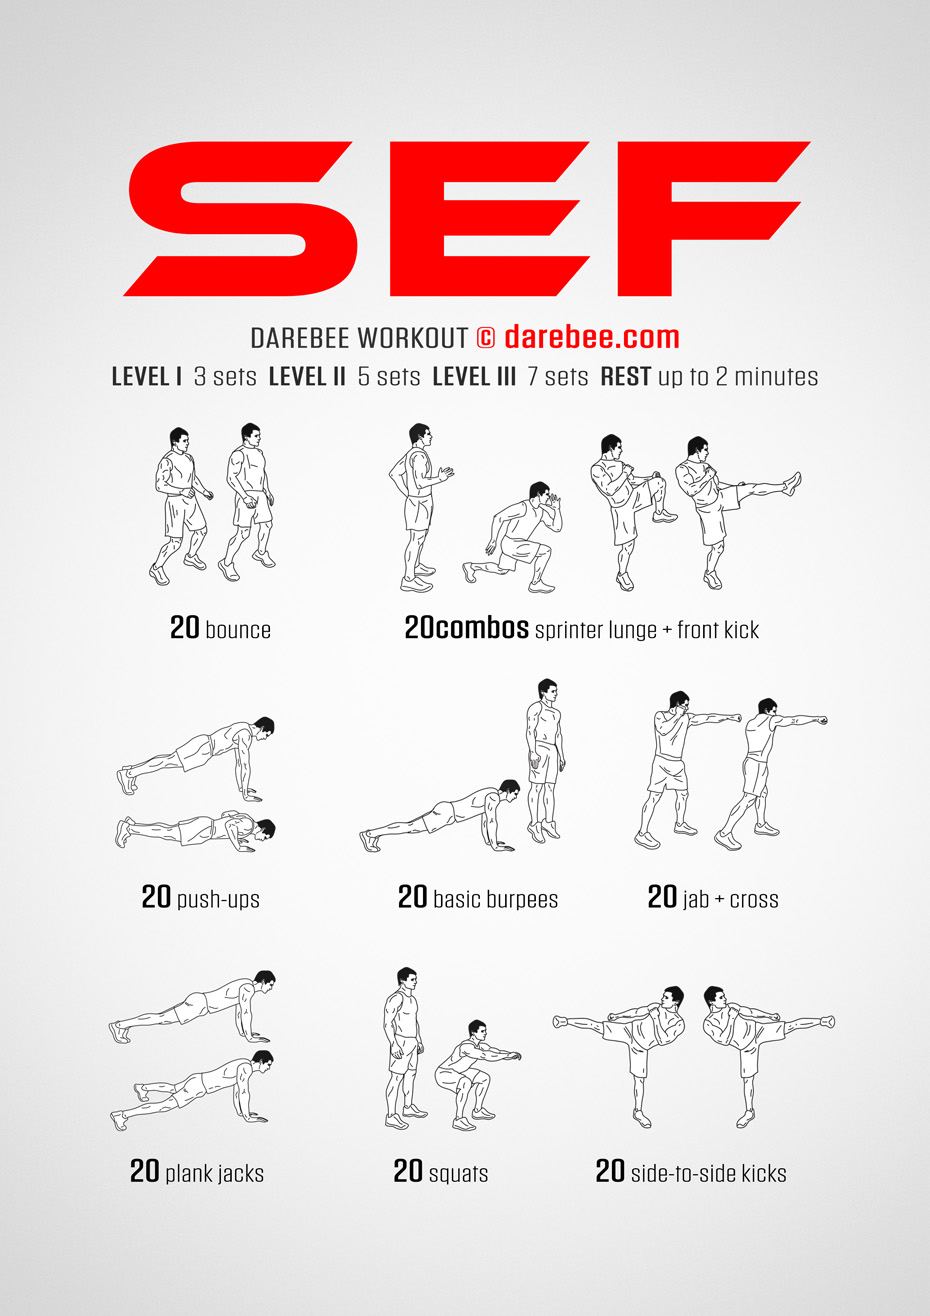 SEF
DAREBEE WORKOUT © darebee.com
LEVEL I 3 sets LEVEL II 5 sets LEVEL III 7 sets REST up to 2 minutes
20 bounce
20combos sprinter lunge + front kick
20 push-ups
20 basic burpees
20 jab + cross
20 plank jacks
20 squats
20 side-to-side kicks